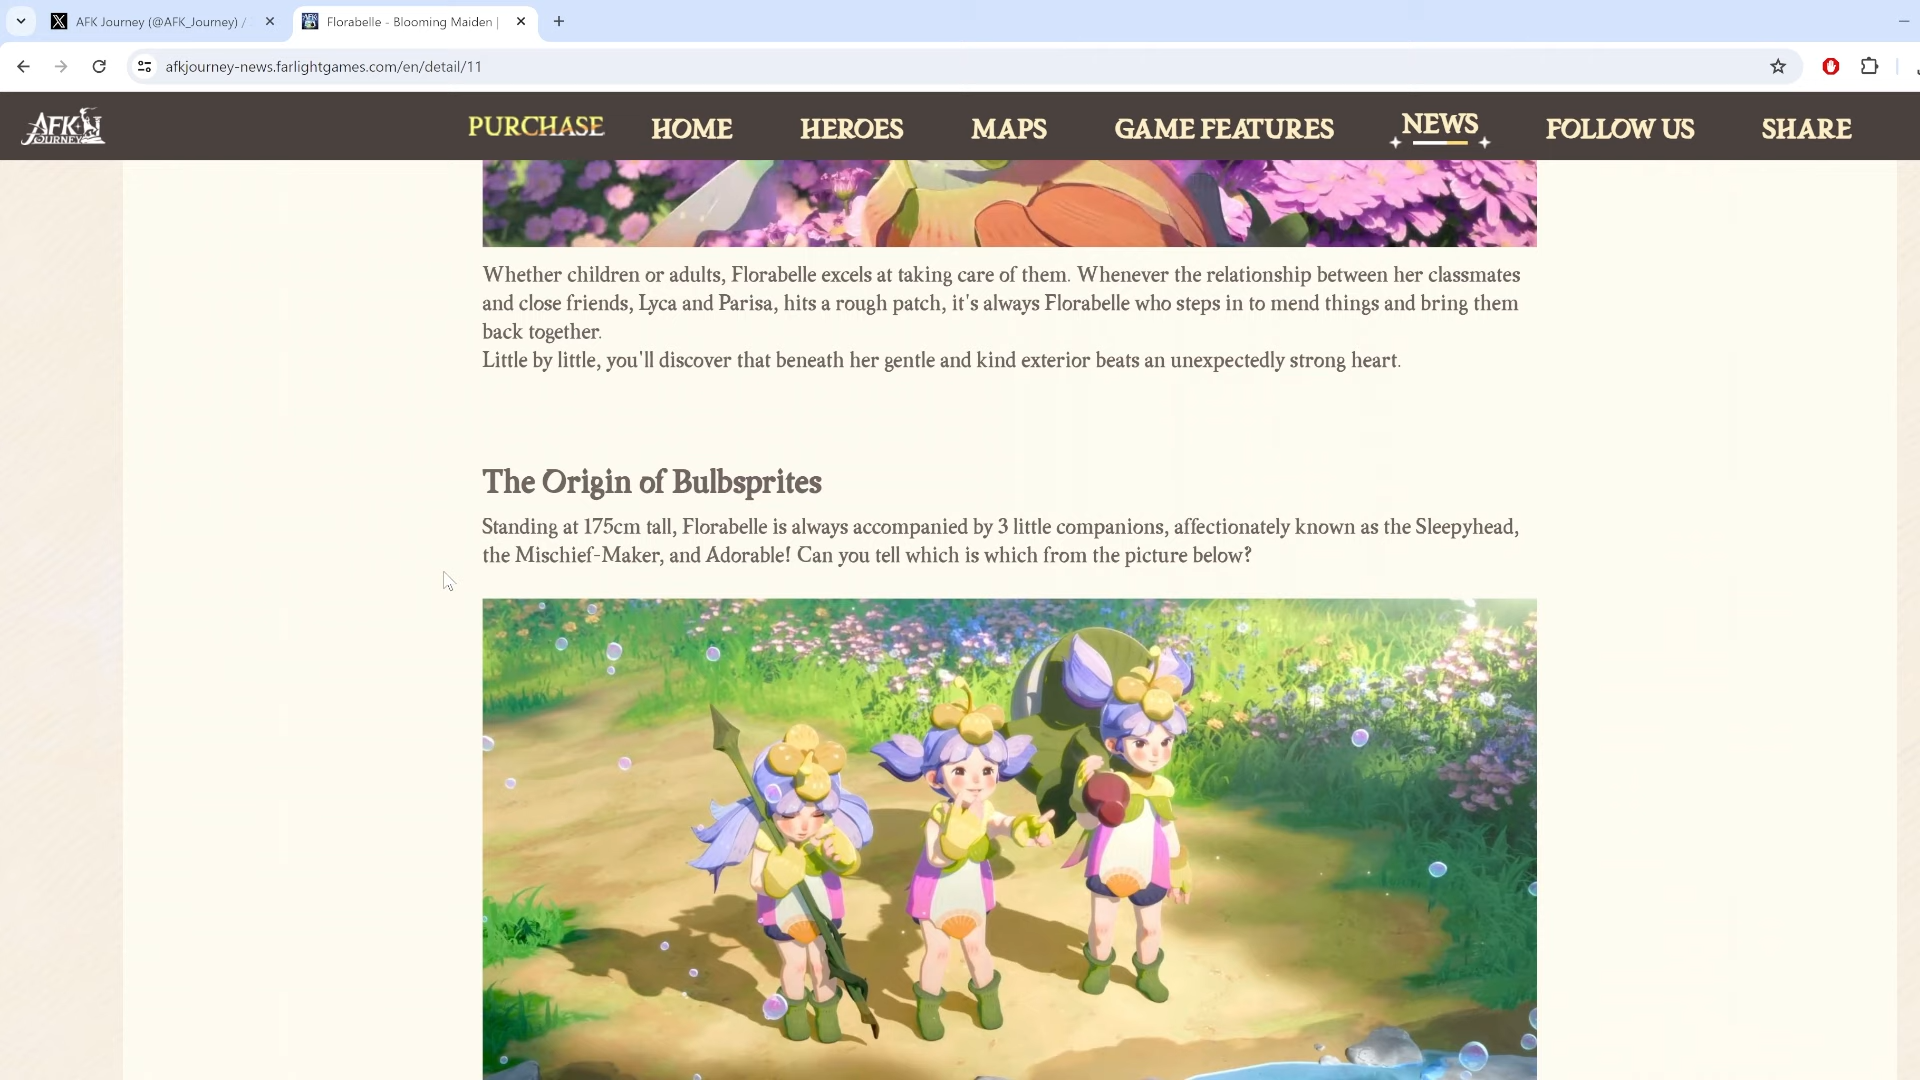 AFK Journey (@AFK_Journey) /
Florabelle - Blooming Maiden |
afkjourney-news.farlightgames.com/en/detail/11
AFK JOURNEY
PURCHASE
HOME
HEROES
MAPS
GAME FEATURES
NEWS
FOLLOW US
SHARE
Whether children or adults, Florabelle excels at taking care of them. Whenever the relationship between her classmates
and close friends, Lyca and Parisa, hits a rough patch, it's always Florabelle who steps in to mend things and bring them
back together.
Little by little, you'll discover that beneath her gentle and kind exterior beats an unexpectedly strong heart.
The Origin of Bulbsprites
Standing at 175cm tall, Florabelle is always accompanied by 3 little companions, affectionately known as the Sleepyhead,
the Mischief-Maker, and Adorable! Can you tell which is which from the picture below?